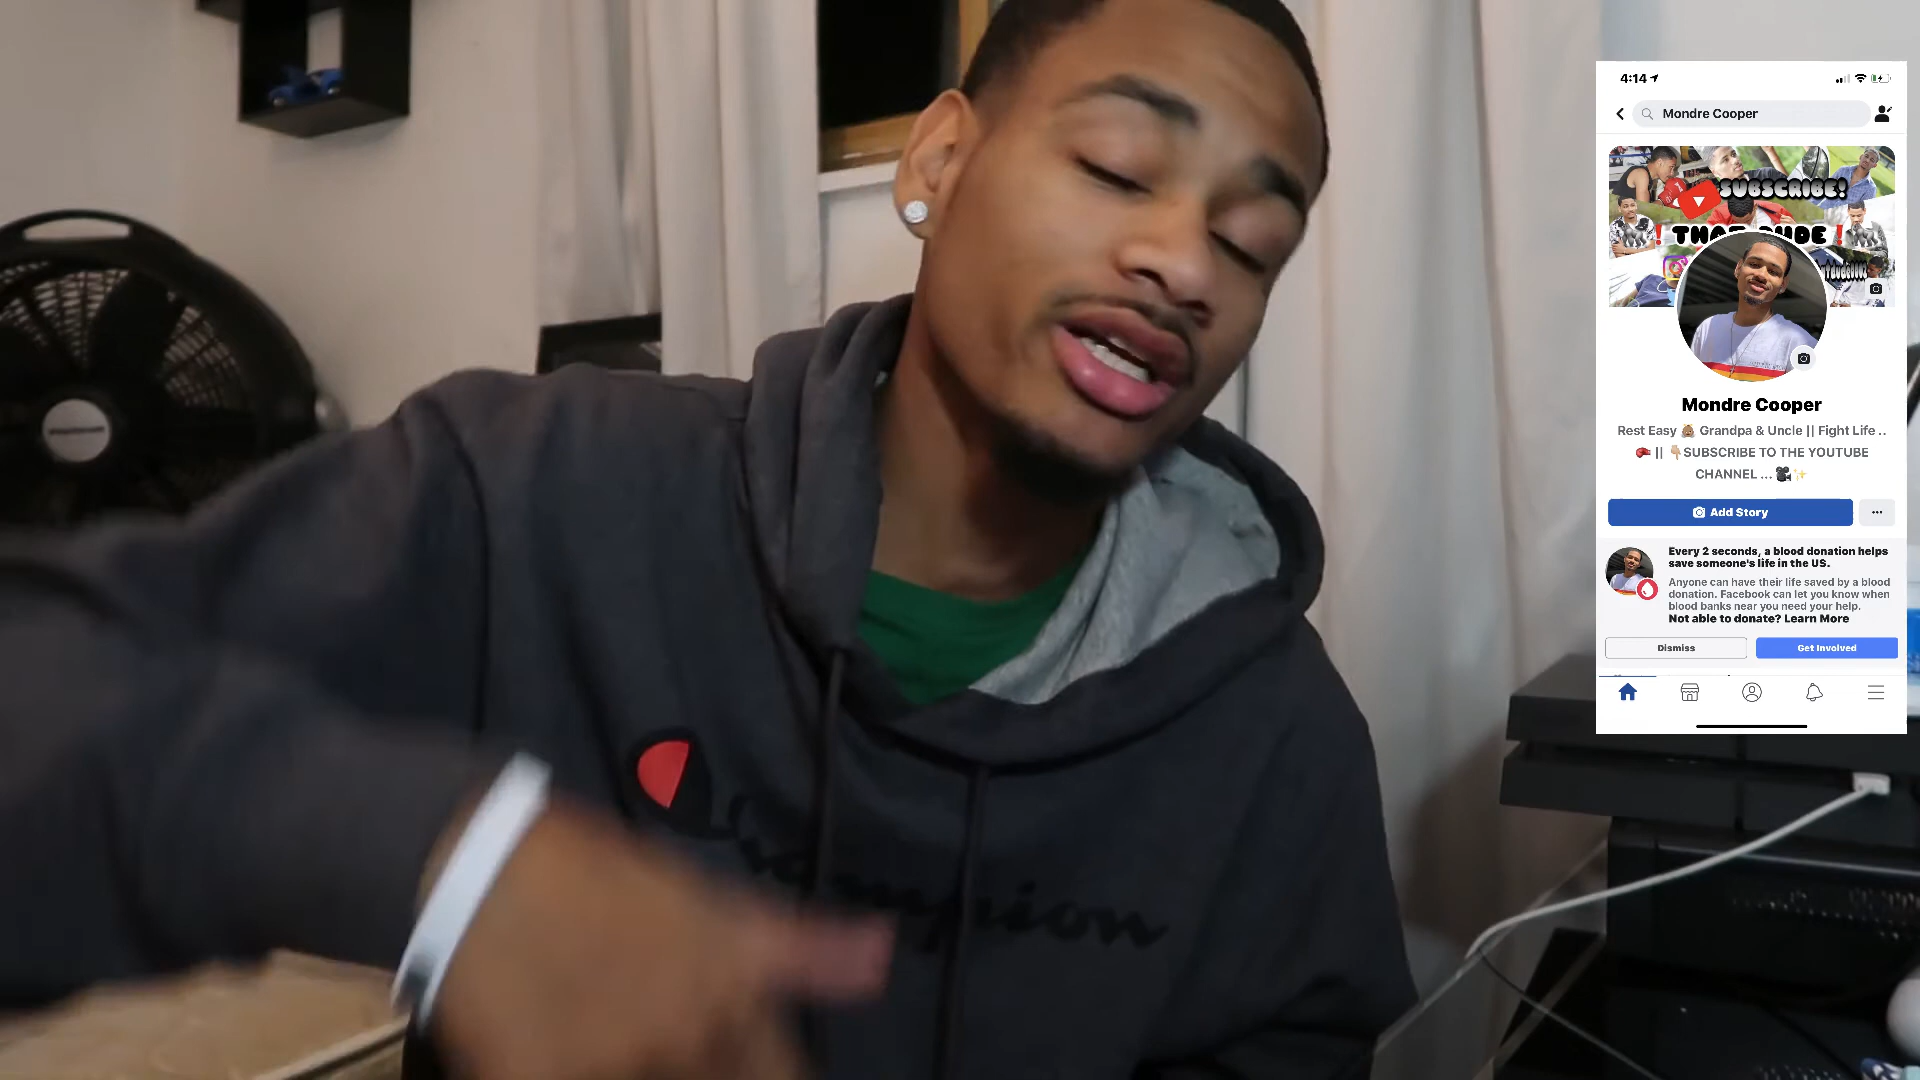 4:14
Mondre Cooper
SUBSCRIBE!
! THAT DUDE !
Mondre Cooper
Rest Easy 🙈 Grandpa & Uncle || Fight Life ..
🥊 || 👇🏼SUBSCRIBE TO THE YOUTUBE
CHANNEL ... 🎥✨
Add Story
Every 2 seconds, a blood donation helps
save someone's life in the US.
Anyone can have their life saved by a blood
donation. Facebook can let you know when
blood banks near you need your help.
Not able to donate? Learn More
Dismiss
Get Involved
Champion